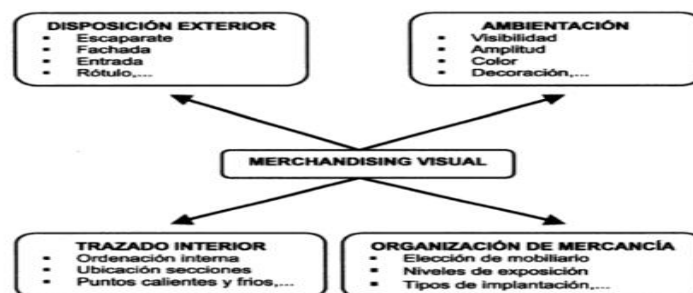 DISPOSICIÓN EXTERIOR
• Escaparate
• Fachada
• Entrada
• Rótulo,...
AMBIENTACIÓN
• Visibilidad
• Amplitud
• Color
• Decoración,...
MERCHANDISING VISUAL
TRAZADO INTERIOR
• Ordenación interna
• Ubicación secciones
• Puntos calientes y fríos,...
ORGANIZACIÓN DE MERCANCÍA
• Elección de mobiliario
• Niveles de exposición
• Tipos de implantación,...